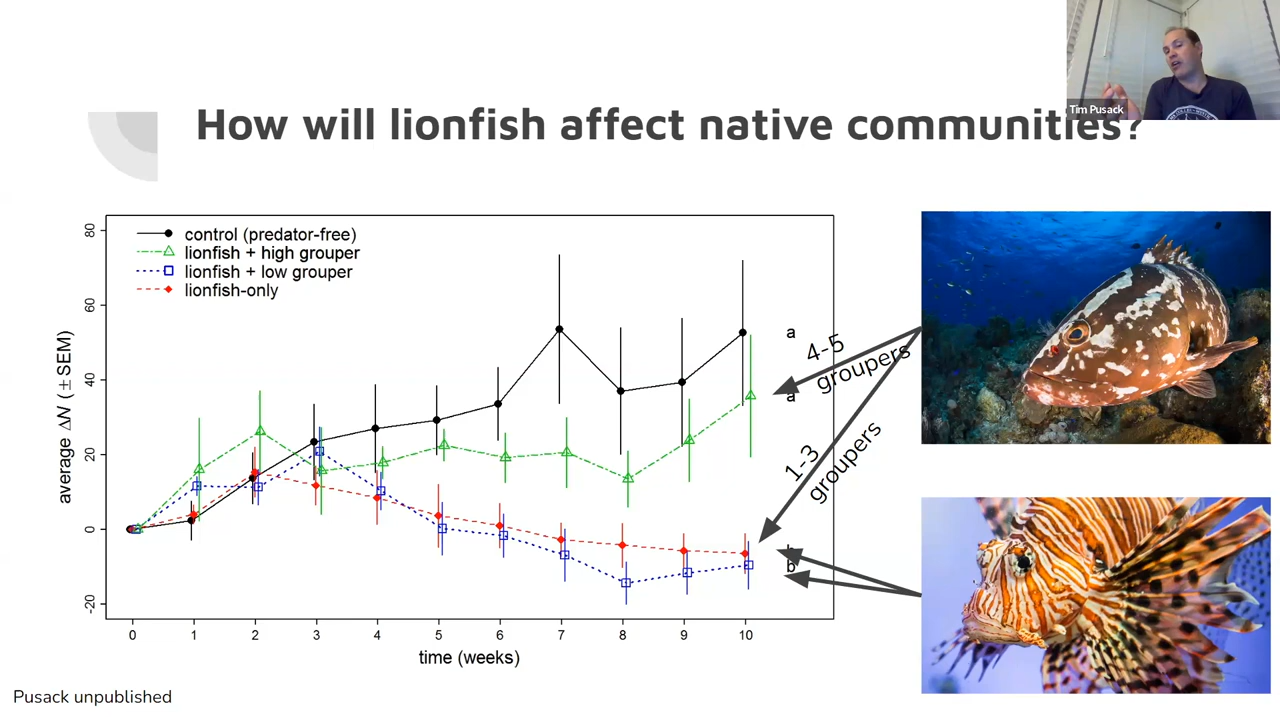 Tim Pusack
How will lionfish affect native communities?
control (predator-free)
lionfish + high grouper
lionfish + low grouper
lionfish-only
average ΔN (± SEM)
80
60
40
20
0
-20
0 1 2 3 4 5 6 7 8 9 10
time (weeks)
a
4-5
groupers
a
1-3
groupers
b
b
Pusack unpublished